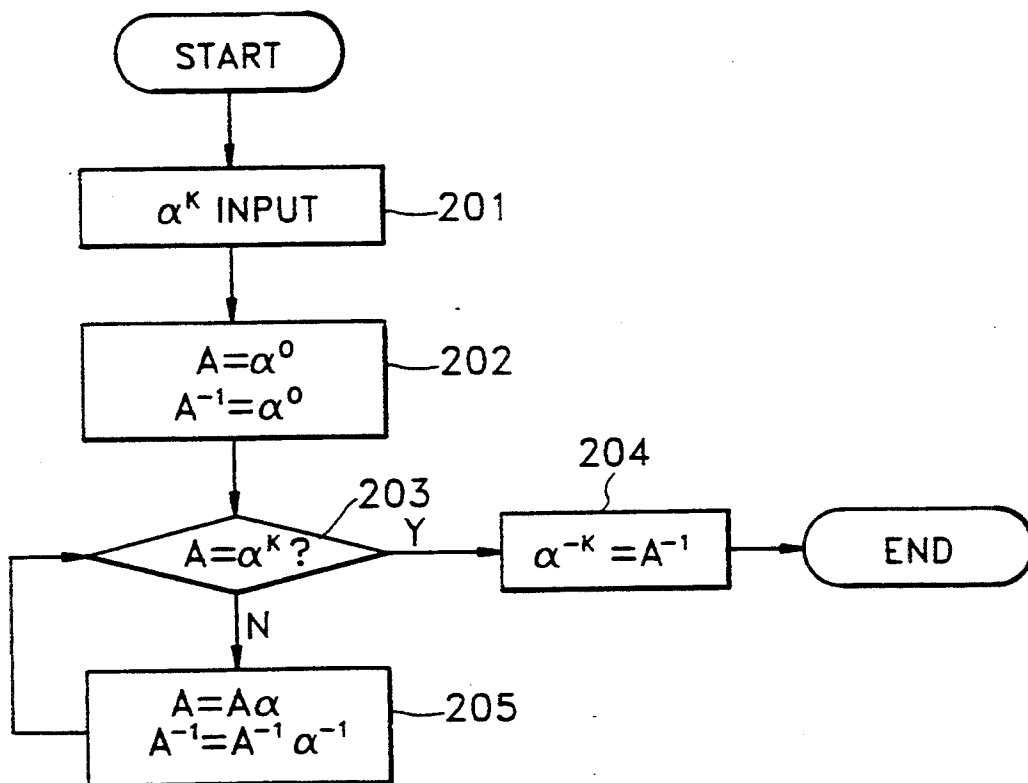 START
α^K INPUT
201
A=α^0
A^-1=α^0
202
203
A=α^K?
Y
N
204
α^-K=A^-1
END
A=Aα
A^-1=A^-1 α^-1
205